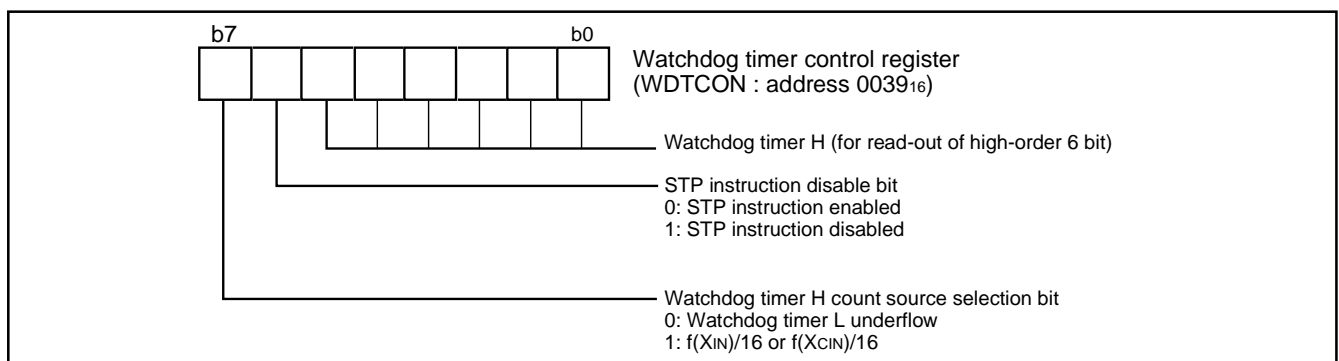 b7 b0
Watchdog timer control register
(WDTCON : address 003916)
Watchdog timer H (for read-out of high-order 6 bit)
STP instruction disable bit
0: STP instruction enabled
1: STP instruction disabled
Watchdog timer H count source selection bit
0: Watchdog timer L underflow
1: f(XIN)/16 or f(XCIN)/16